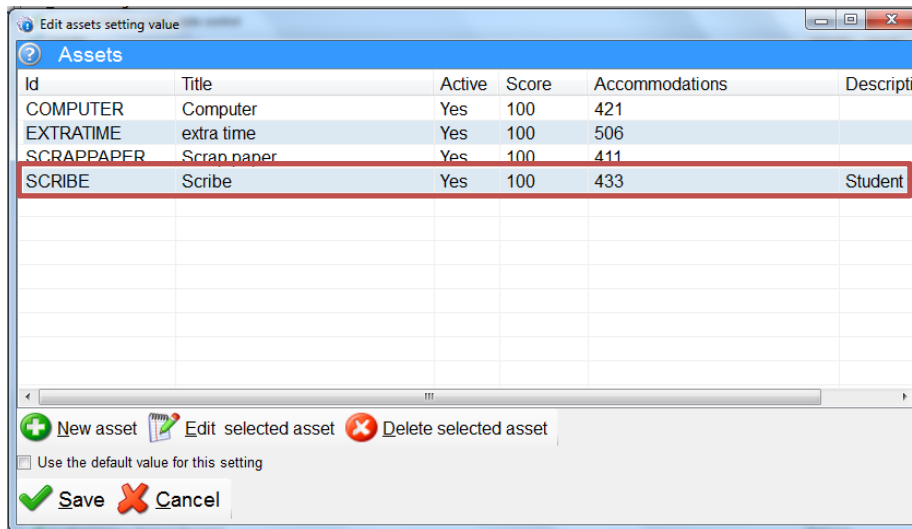 Edit assets setting value
Assets
Id Title Active Score Accommodations Descripti
COMPUTER Computer Yes 100 421
EXTRATIME extra time Yes 100 506
SCRAPPAPER Scrap paper Yes 100 411
SCRIBE Scribe Yes 100 433 Student
New asset Edit selected asset Delete selected asset
Use the default value for this setting
Save Cancel